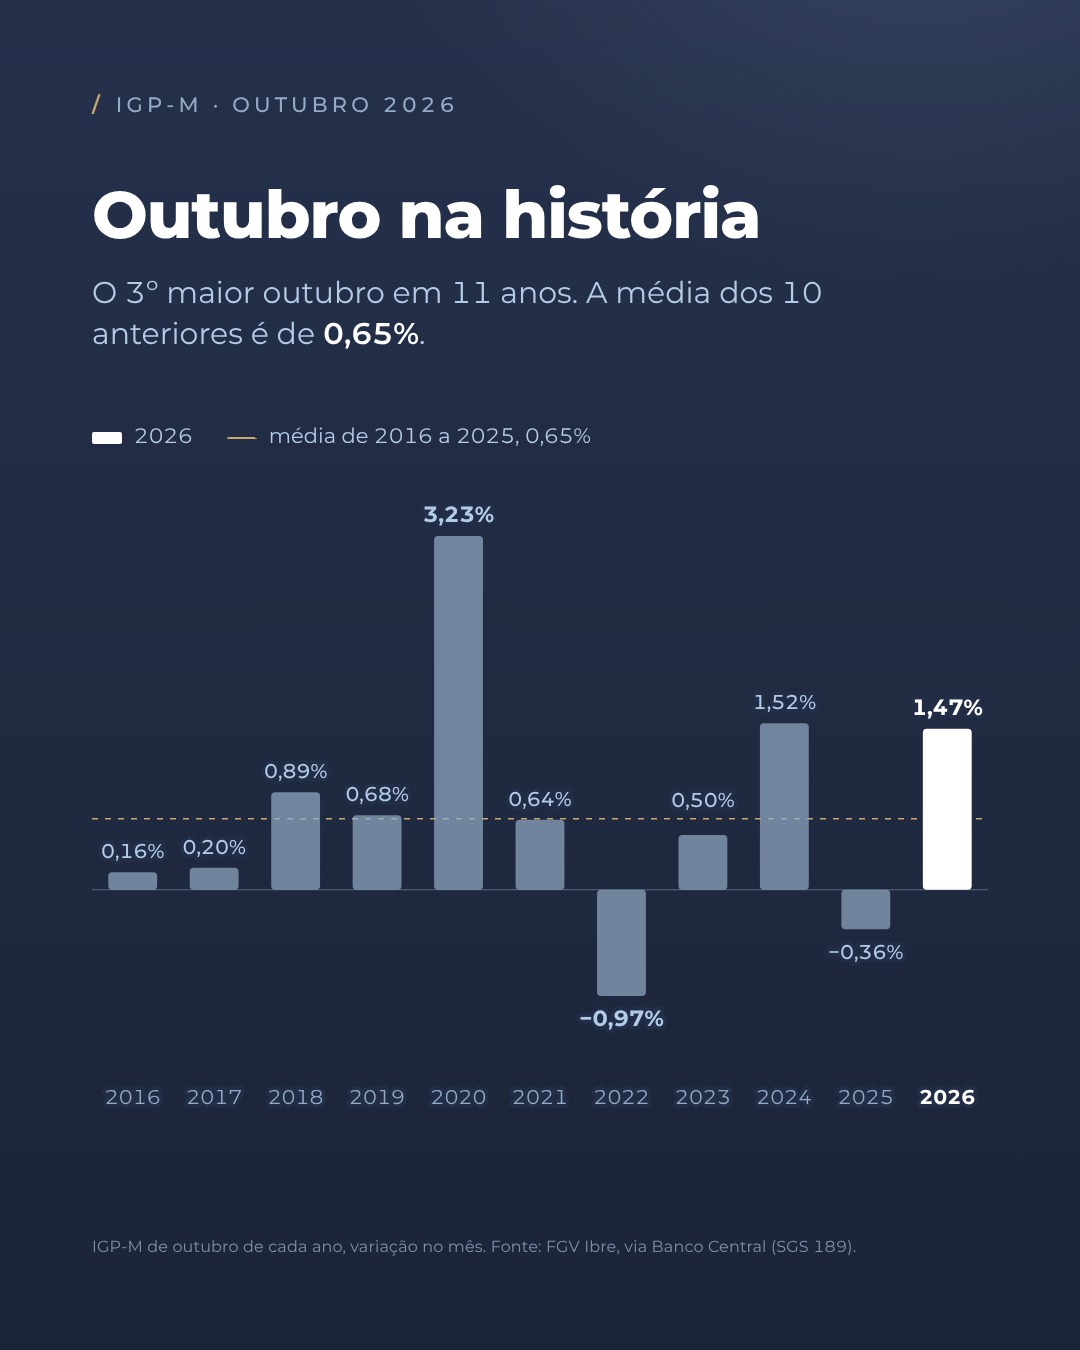 / IGP-M · OUTUBRO 2026
Outubro na história
O 3º maior outubro em 11 anos. A média dos 10
anteriores é de 0,65%.
2026 média de 2016 a 2025, 0,65%
3,23%
1,52%
1,47%
0,89%
0,68%
0,64%
0,50%
0,16%
0,20%
−0,36%
−0,97%
2016 2017 2018 2019 2020 2021 2022 2023 2024 2025 2026
IGP-M de outubro de cada ano, variação no mês. Fonte: FGV Ibre, via Banco Central (SGS 189).